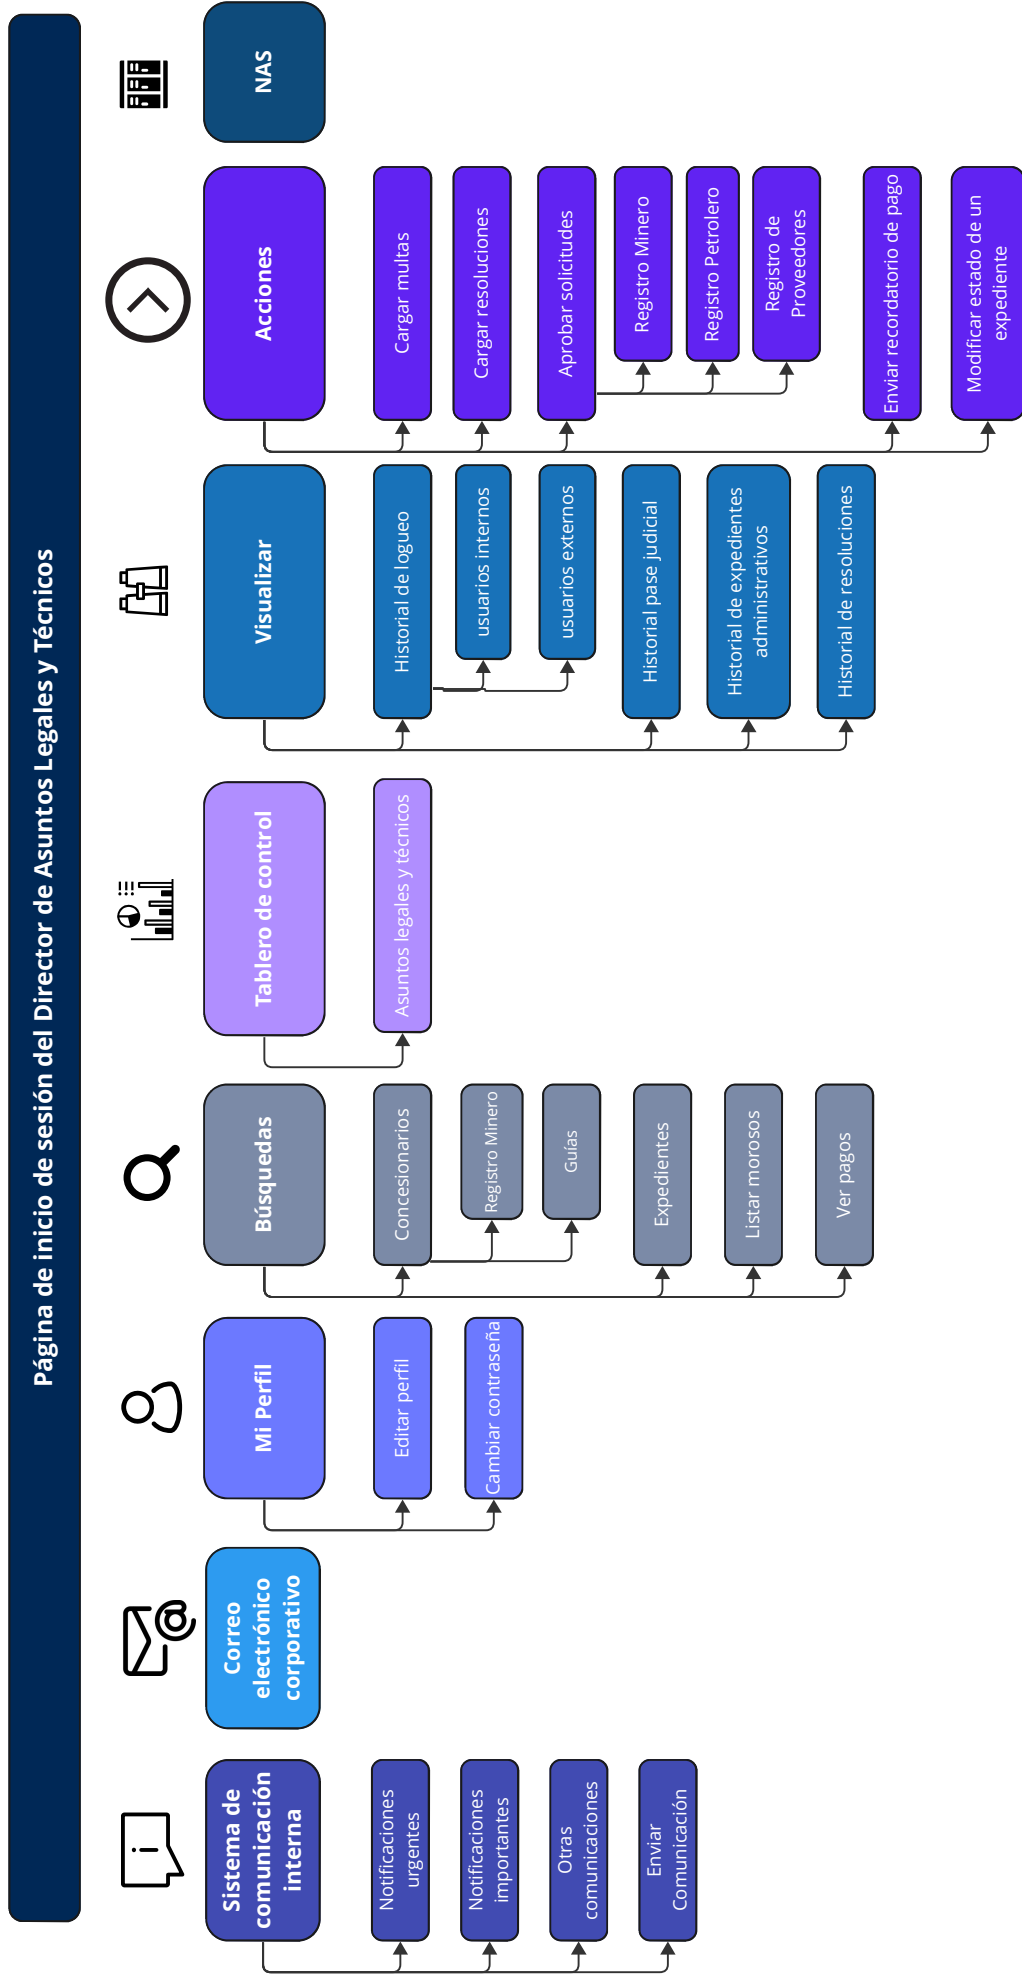 Página de inicio de sesión del Director de Asuntos Legales y Técnicos
Sistema de
comunicación
interna
Notificaciones
urgentes
Notificaciones
importantes
Otras
comunicaciones
Enviar
Comunicación
Correo
electrónico
corporativo
Mi Perfil
Editar perfil
Cambiar contraseña
Búsquedas
Concesionarios
Registro Minero
Guías
Expedientes
Listar morosos
Ver pagos
Tablero de control
Asuntos legales y técnicos
Visualizar
Historial de logueo
usuarios internos
usuarios externos
Historial pase judicial
Historial de expedientes
administrativos
Historial de resoluciones
Acciones
Cargar multas
Cargar resoluciones
Aprobar solicitudes
Registro Minero
Registro Petrolero
Registro de
Proveedores
Enviar recordatorio de pago
Modificar estado de un
expediente
NAS